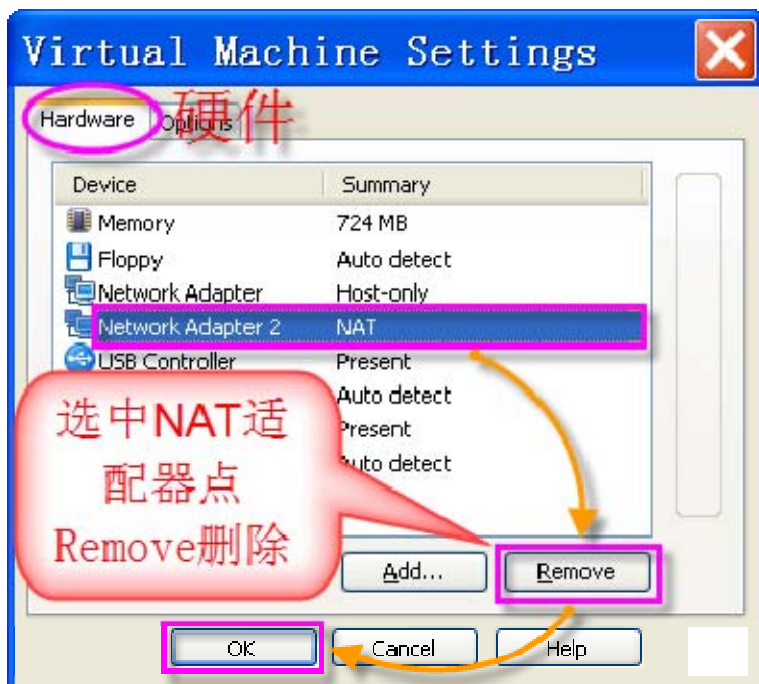 Virtual Machine Settings
Hardware
硬件
Options
Device Summary
Memory 724 MB
Floppy Auto detect
Network Adapter Host-only
Network Adapter 2 NAT
USB Controller Present
Auto detect
Present
Auto detect
选中NAT适
配器点
Remove删除
Add... Remove
OK Cancel Help